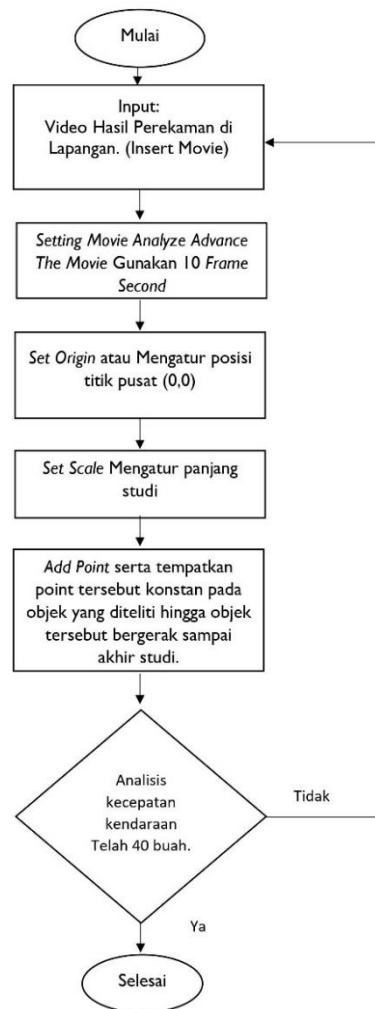 Mulai
Input:
Video Hasil Perekaman di
Lapangan. (Insert Movie)
Setting Movie Analyze Advance
The Movie Gunakan 10 Frame
Second
Set Origin atau Mengatur posisi
titik pusat (0,0)
Set Scale Mengatur panjang
studi
Add Point serta tempatkan
point tersebut konstan pada
objek yang diteliti hingga objek
tersebut bergerak sampai
akhir studi.
Analisis
kecepatan
kendaraan
Telah 40 buah.
Tidak
Ya
Selesai